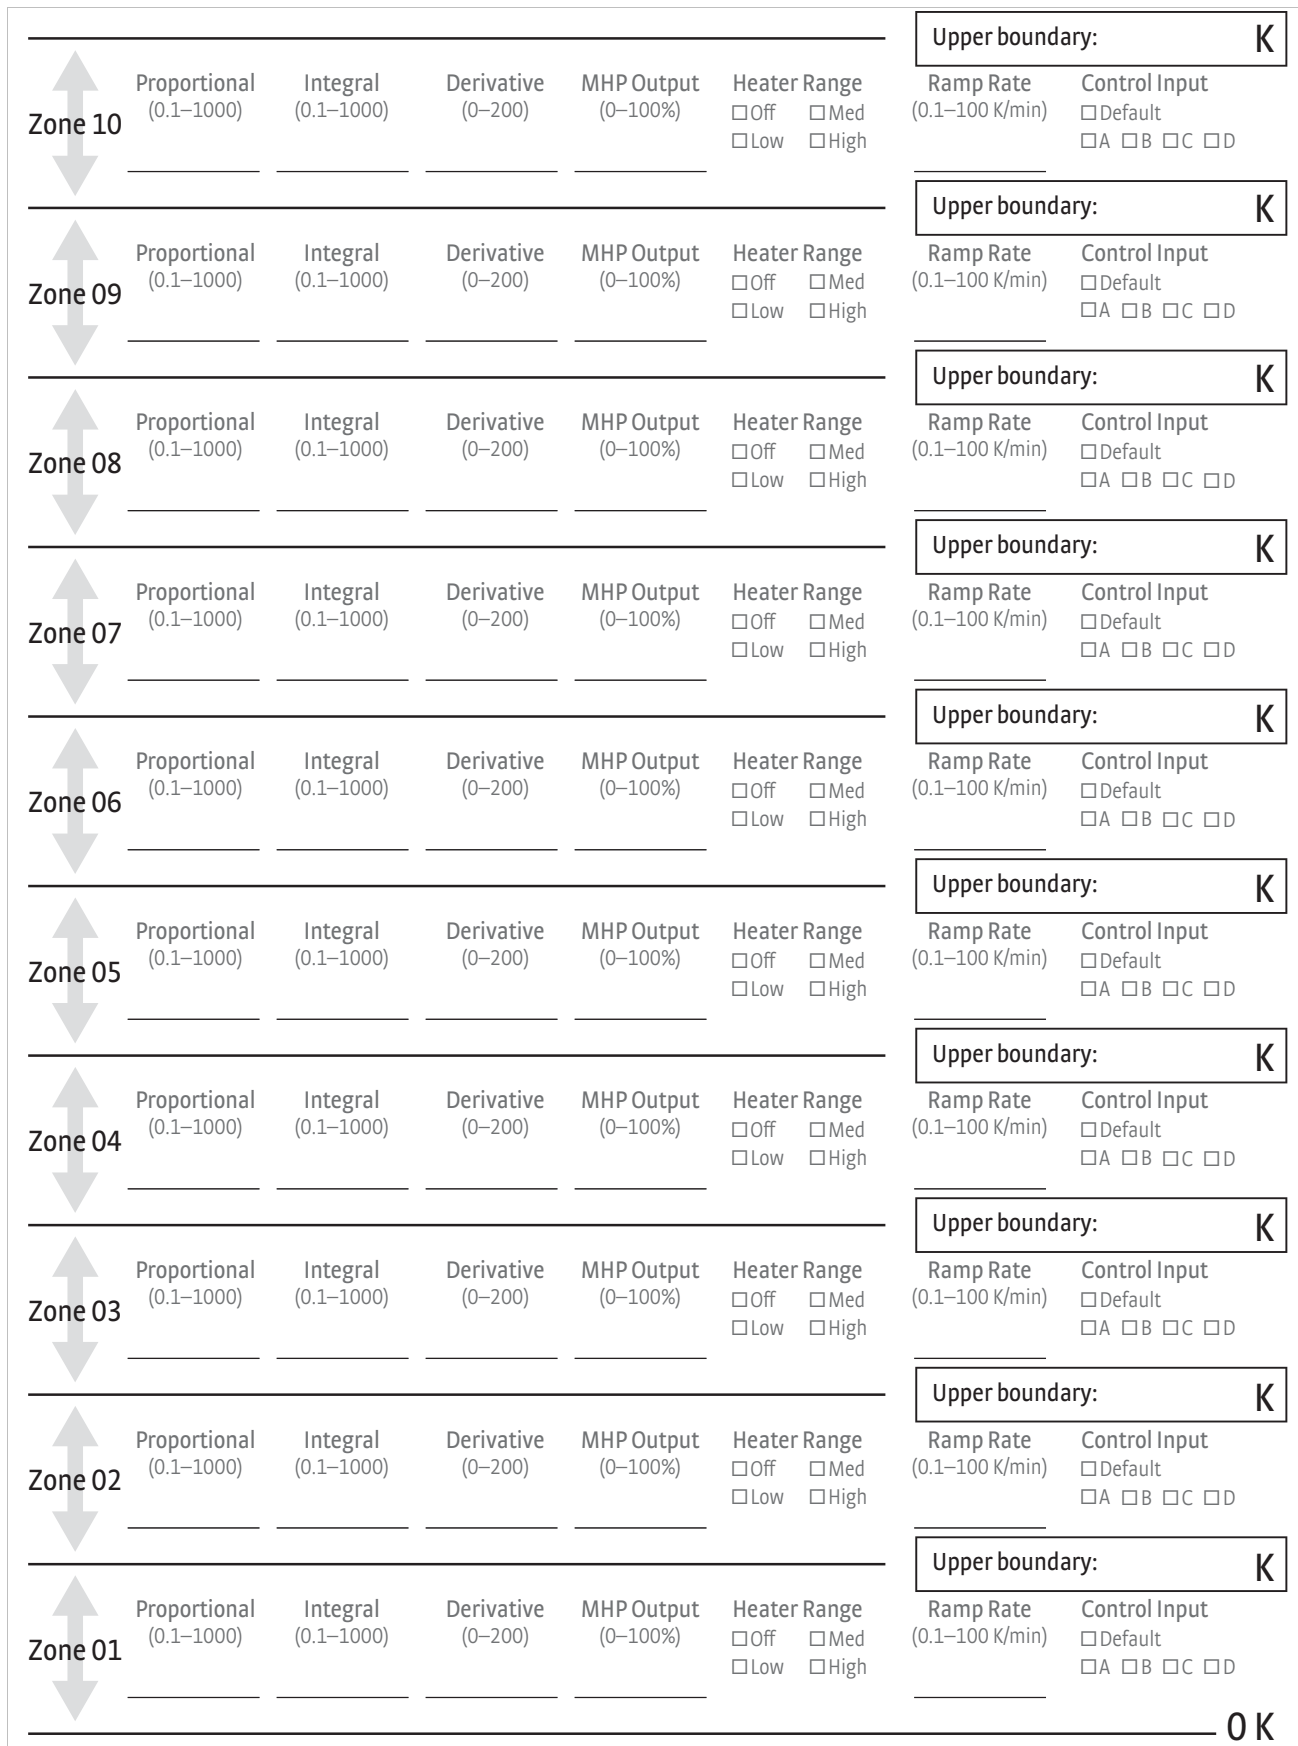 Upper boundary: K
Proportional Integral Derivative MHP Output Heater Range Ramp Rate Control Input
(0.1–1000) (0.1–1000) (0–200) (0–100%) □Off □Med (0.1–100 K/min) □Default
Zone 10
□Low □High □A □B □C □D
Upper boundary: K
Proportional Integral Derivative MHP Output Heater Range Ramp Rate Control Input
(0.1–1000) (0.1–1000) (0–200) (0–100%) □Off □Med (0.1–100 K/min) □Default
Zone 09
□Low □High □A □B □C □D
Upper boundary: K
Proportional Integral Derivative MHP Output Heater Range Ramp Rate Control Input
(0.1–1000) (0.1–1000) (0–200) (0–100%) □Off □Med (0.1–100 K/min) □Default
Zone 08
□Low □High □A □B □C □D
Upper boundary: K
Proportional Integral Derivative MHP Output Heater Range Ramp Rate Control Input
(0.1–1000) (0.1–1000) (0–200) (0–100%) □Off □Med (0.1–100 K/min) □Default
Zone 07
□Low □High □A □B □C □D
Upper boundary: K
Proportional Integral Derivative MHP Output Heater Range Ramp Rate Control Input
(0.1–1000) (0.1–1000) (0–200) (0–100%) □Off □Med (0.1–100 K/min) □Default
Zone 06
□Low □High □A □B □C □D
Upper boundary: K
Proportional Integral Derivative MHP Output Heater Range Ramp Rate Control Input
(0.1–1000) (0.1–1000) (0–200) (0–100%) □Off □Med (0.1–100 K/min) □Default
Zone 05
□Low □High □A □B □C □D
Upper boundary: K
Proportional Integral Derivative MHP Output Heater Range Ramp Rate Control Input
(0.1–1000) (0.1–1000) (0–200) (0–100%) □Off □Med (0.1–100 K/min) □Default
Zone 04
□Low □High □A □B □C □D
Upper boundary: K
Proportional Integral Derivative MHP Output Heater Range Ramp Rate Control Input
(0.1–1000) (0.1–1000) (0–200) (0–100%) □Off □Med (0.1–100 K/min) □Default
Zone 03
□Low □High □A □B □C □D
Upper boundary: K
Proportional Integral Derivative MHP Output Heater Range Ramp Rate Control Input
(0.1–1000) (0.1–1000) (0–200) (0–100%) □Off □Med (0.1–100 K/min) □Default
Zone 02
□Low □High □A □B □C □D
Upper boundary: K
Proportional Integral Derivative MHP Output Heater Range Ramp Rate Control Input
(0.1–1000) (0.1–1000) (0–200) (0–100%) □Off □Med (0.1–100 K/min) □Default
Zone 01
□Low □High □A □B □C □D
0 K